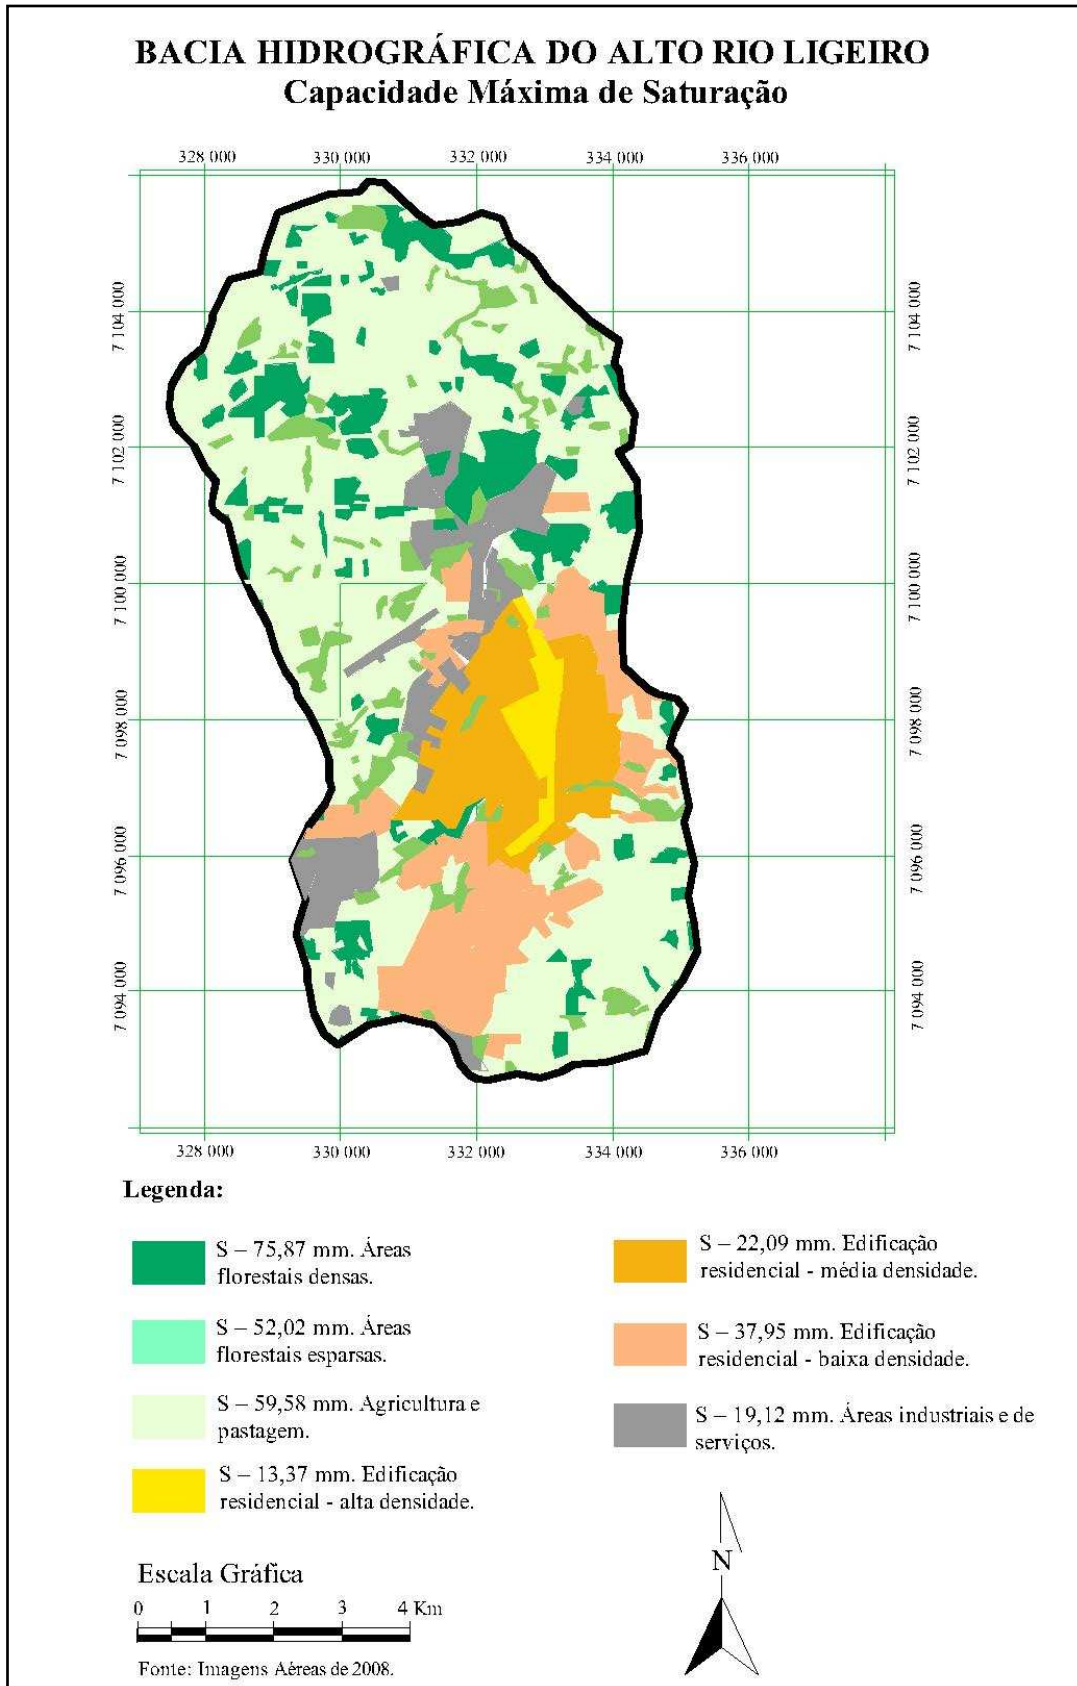 BACIA HIDROGRÁFICA DO ALTO RIO LIGEIRO
Capacidade Máxima de Saturação
328 000 330 000 332 000 334 000 336 000
7 104 000 7 104 000
7 102 000 7 102 000
7 100 000 7 100 000
7 098 000 7 098 000
7 096 000 7 096 000
7 094 000 7 094 000
328 000 330 000 332 000 334 000 336 000
Legenda:
S – 75,87 mm. Áreas
florestais densas.
S – 52,02 mm. Áreas
florestais esparsas.
S – 59,58 mm. Agricultura e
pastagem.
S – 13,37 mm. Edificação
residencial - alta densidade.
S – 22,09 mm. Edificação
residencial - média densidade.
S – 37,95 mm. Edificação
residencial - baixa densidade.
S – 19,12 mm. Áreas industriais e de
serviços.
Escala Gráfica
0 1 2 3 4 Km
Fonte: Imagens Aéreas de 2008.
N